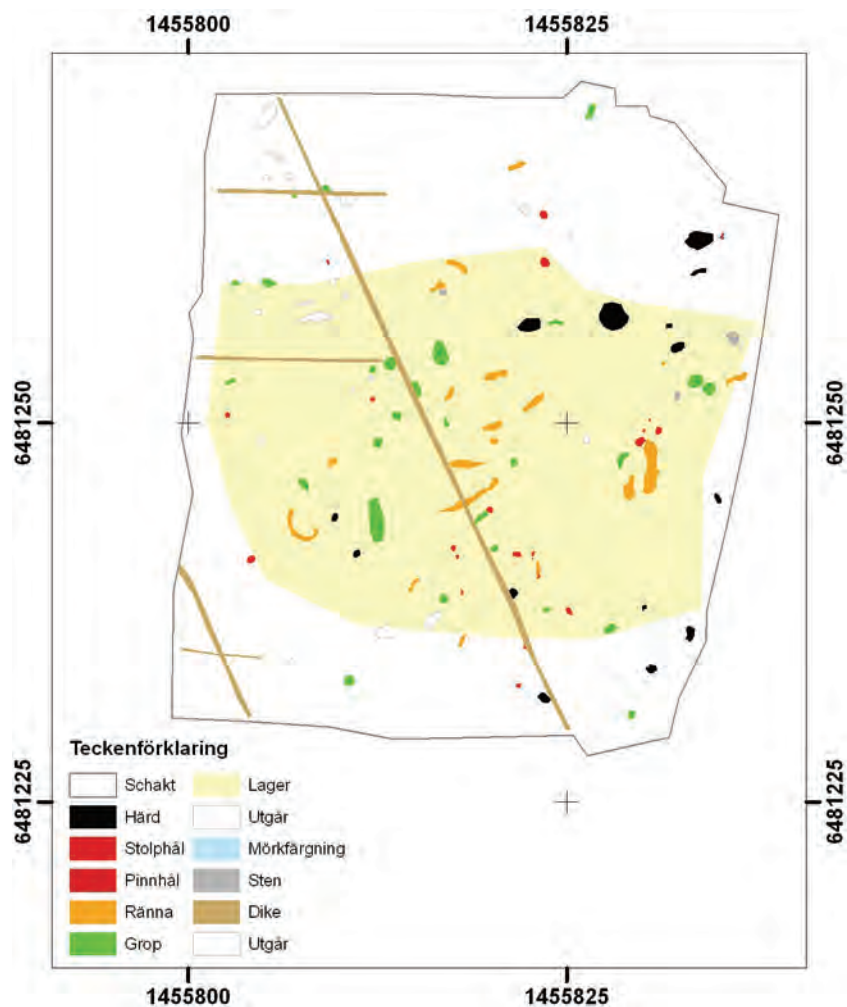 1455800 1455825
6481250 6481250
Teckenförklaring
Schakt Lager
Härd Utgår
Stolphål Mörkfärgning
Pinnhål Sten
Ränna Dike
Grop Utgår
6481225 6481225
1455800 1455825